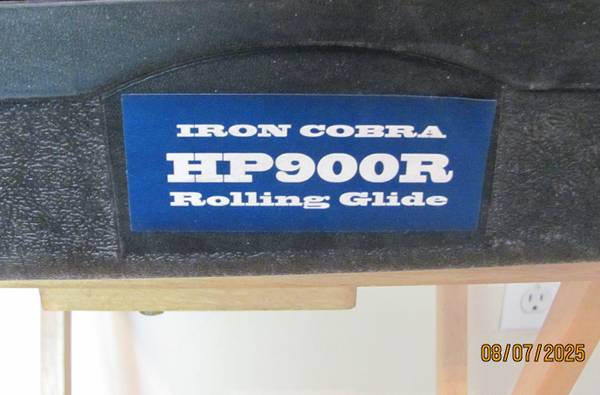 IRON COBRA
HP900R
Rolling Glide
08/07/2025